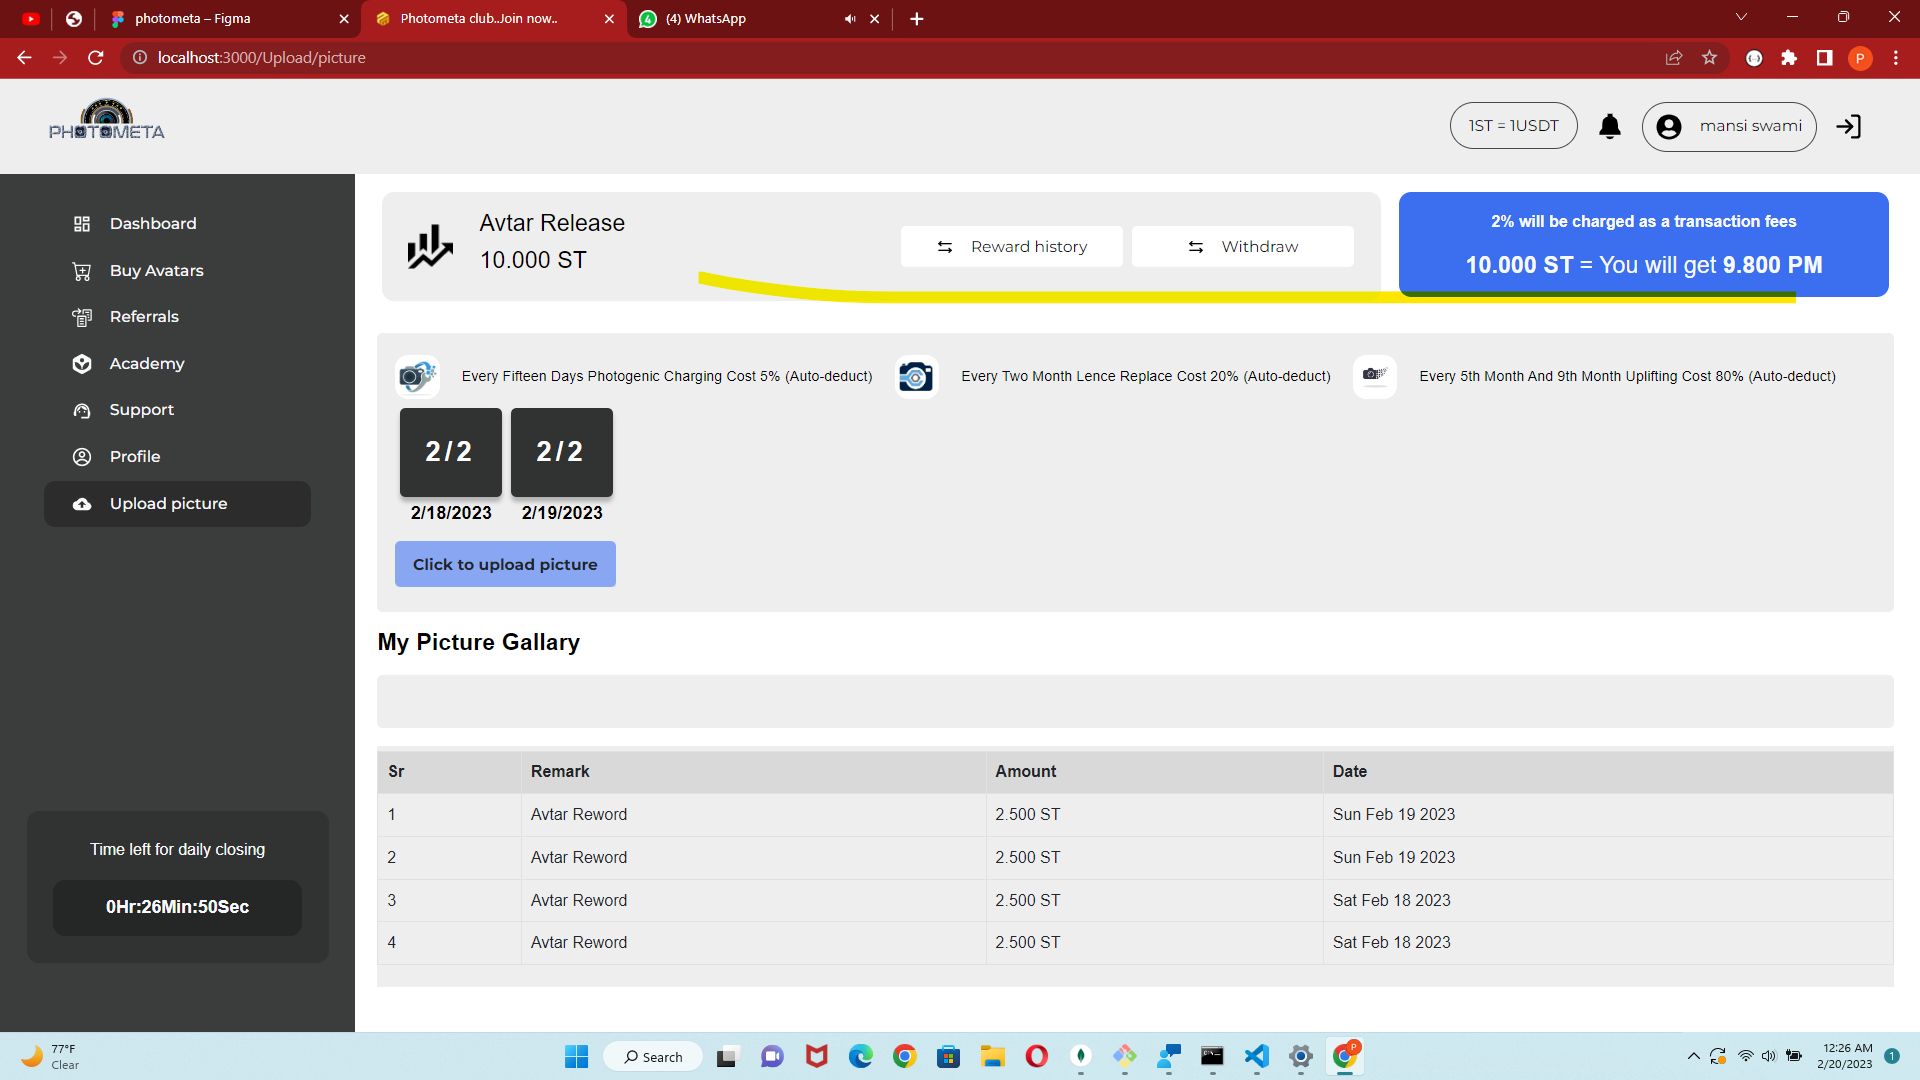 photometa – Figma
Photometa club..Join now..
(4) WhatsApp
localhost:3000/Upload/picture
P
PHOTOMETA
1ST = 1USDT
mansi swami
Dashboard
Buy Avatars
Referrals
Academy
Support
Profile
Upload picture
Time left for daily closing
0Hr:26Min:50Sec
Avtar Release
10.000 ST
Reward history
Withdraw
2% will be charged as a transaction fees
10.000 ST = You will get 9.800 PM
Every Fifteen Days Photogenic Charging Cost 5% (Auto-deduct)
Every Two Month Lence Replace Cost 20% (Auto-deduct)
Every 5th Month And 9th Month Uplifting Cost 80% (Auto-deduct)
2/2 2/2
2/18/2023 2/19/2023
Click to upload picture
My Picture Gallary
Sr Remark Amount Date
1 Avtar Reword 2.500 ST Sun Feb 19 2023
2 Avtar Reword 2.500 ST Sun Feb 19 2023
3 Avtar Reword 2.500 ST Sat Feb 18 2023
4 Avtar Reword 2.500 ST Sat Feb 18 2023
77°F
Clear
Search
P
12:26 AM
2/20/2023
1